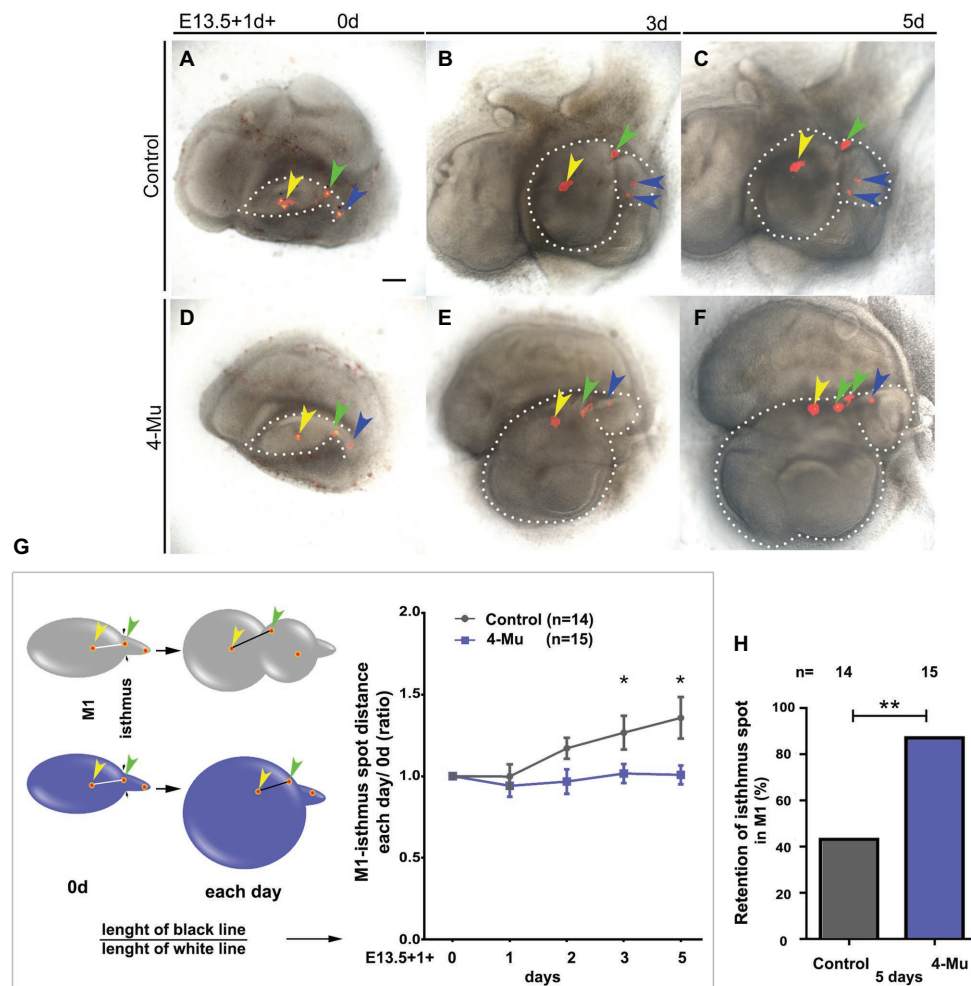 E13.5+1d+ 0d 3d 5d
A B C
Control
D E F
4-Mu
G
M1
isthmus
0d
each day
lenght of black line
lenght of white line
M1-isthmus spot distance
each day/ 0d (ratio)
2.0
1.5
1.0
0.5
0.0
Control (n=14)
4-Mu (n=15)
* *
E13.5+1+ 0 1 2 3 5
days
H
n= 14 15
**
Retention of isthhmus spot
in M1 (%)
100
80
60
40
20
0
Control 4-Mu
5 days